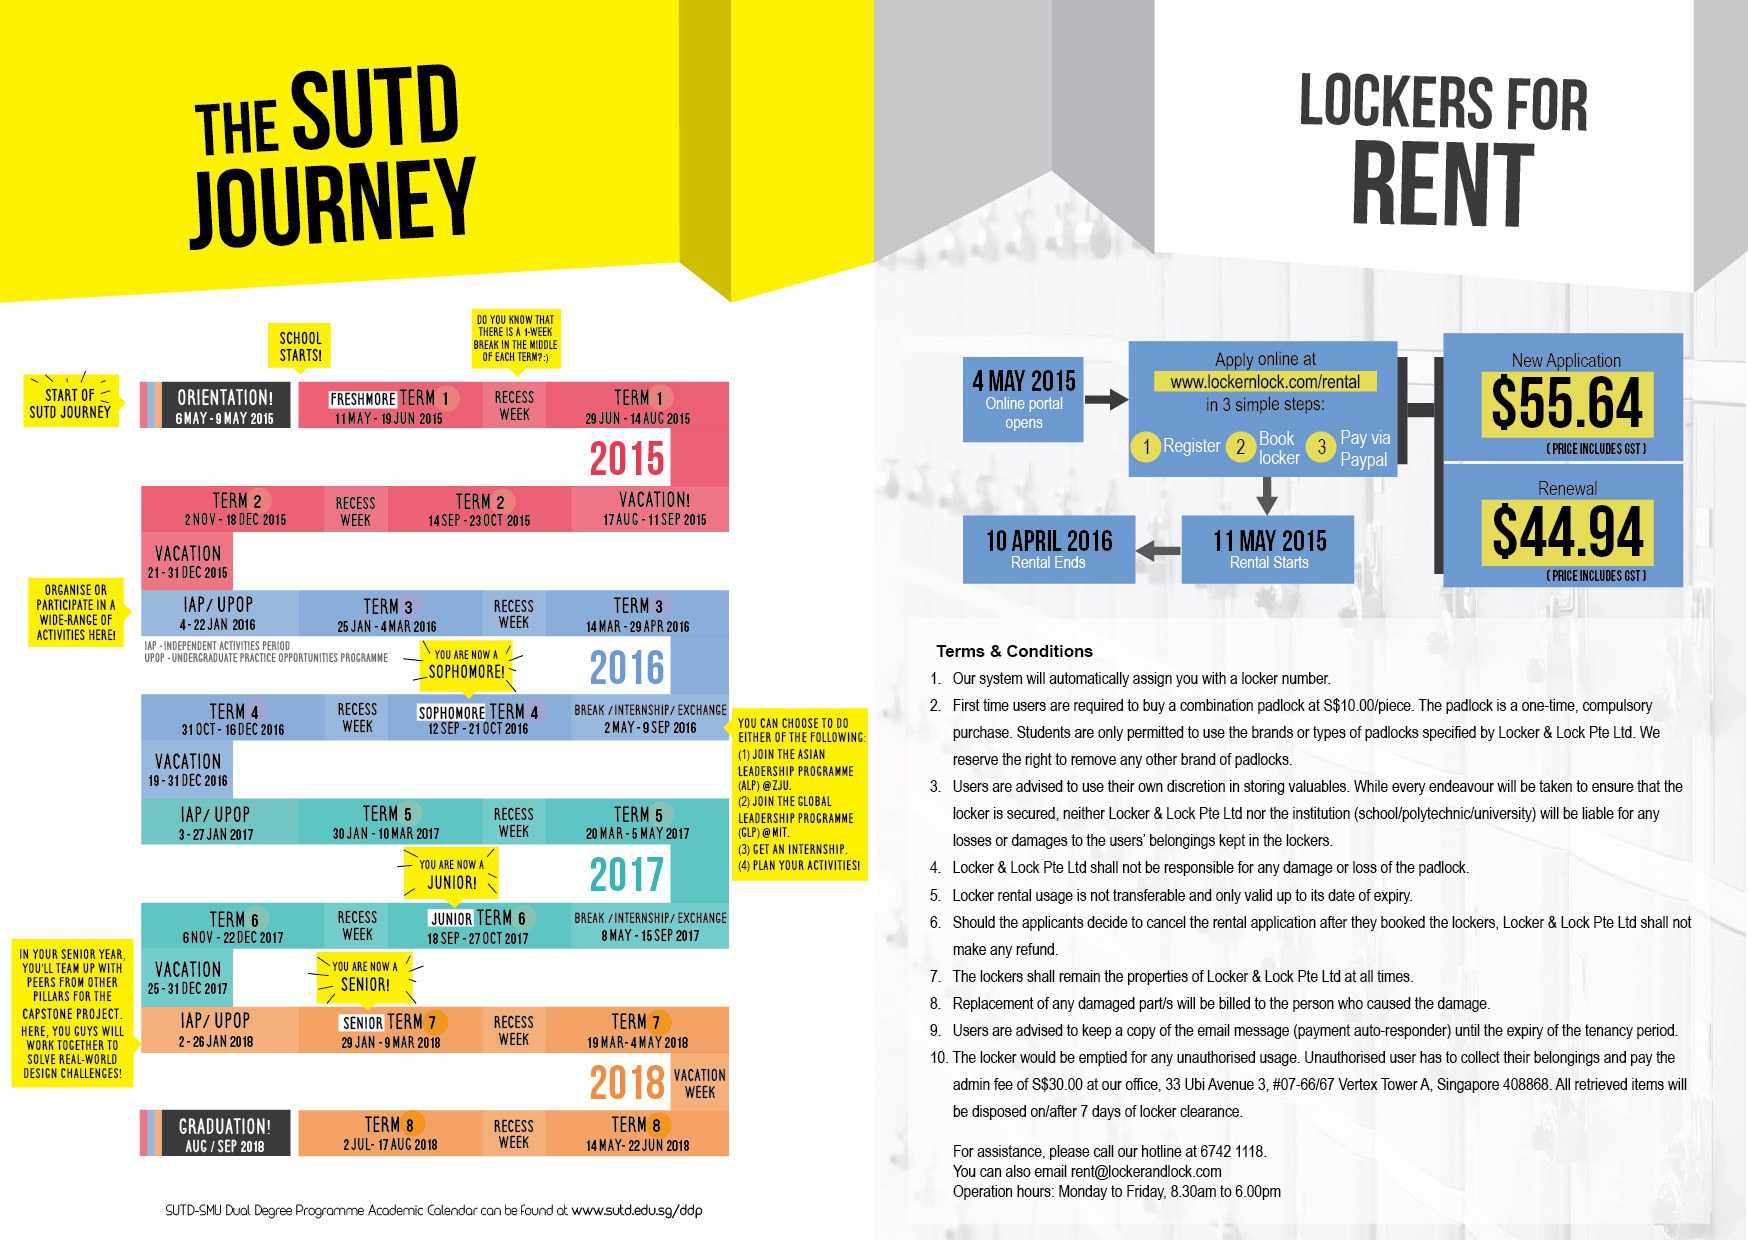 THE SUTD
JOURNEY
SCHOOL
STARTS!
DO YOU KNOW THAT
THERE IS A 1-WEEK
BREAK IN THE MIDDLE
OF EACH TERM?:)
START OF
SUTD JOURNEY
ORIENTATION!
6 MAY - 9 MAY 2015
FRESHMORE TERM 1
11 MAY - 19 JUN 2015
RECESS
WEEK
TERM 1
29 JUN - 14 AUG 2015
2015
TERM 2
2 NOV - 18 DEC 2015
RECESS
WEEK
TERM 2
14 SEP - 23 OCT 2015
VACATION!
17 AUG - 11 SEP 2015
VACATION
21 - 31 DEC 2015
ORGANISE OR
PARTICIPATE IN A
WIDE-RANGE OF
ACTIVITIES HERE!
IAP/ UPOP
4 - 22 JAN 2016
TERM 3
25 JAN - 4 MAR 2016
RECESS
WEEK
TERM 3
14 MAR - 29 APR 2016
IAP - INDEPENDENT ACTIVITIES PERIOD
UPOP - UNDERGRADUATE PRACTICE OPPORTUNITIES PROGRAMME
YOU ARE NOW A
SOPHOMORE!
2016
TERM 4
31 OCT - 16 DEC 2016
RECESS
WEEK
SOPHOMORE TERM 4
12 SEP - 21 OCT 2016
BREAK / INTERNSHIP / EXCHANGE
2 MAY - 9 SEP 2016
YOU CAN CHOOSE TO DO
EITHER OF THE FOLLOWING:
(1) JOIN THE ASIAN
LEADERSHIP PROGRAMME
(ALP) @ZJU.
(2) JOIN THE GLOBAL
LEADERSHIP PROGRAMME
(GLP) @MIT.
(3) GET AN INTERNSHIP.
(4) PLAN YOUR ACTIVITIES!
VACATION
19 - 31 DEC 2016
IAP/ UPOP
3 - 27 JAN 2017
TERM 5
30 JAN - 10 MAR 2017
RECESS
WEEK
TERM 5
20 MAR - 5 MAY 2017
YOU ARE NOW A
JUNIOR!
2017
TERM 6
6 NOV - 22 DEC 2017
RECESS
WEEK
JUNIOR TERM 6
18 SEP - 27 OCT 2017
BREAK / INTERNSHIP / EXCHANGE
8 MAY - 15 SEP 2017
IN YOUR SENIOR YEAR,
YOU'LL TEAM UP WITH
PEERS FROM OTHER
PILLARS FOR THE
CAPSTONE PROJECT.
HERE, YOU GUYS WILL
WORK TOGETHER TO
SOLVE REAL-WORLD
DESIGN CHALLENGES!
VACATION
25 - 31 DEC 2017
YOU ARE NOW A
SENIOR!
IAP/ UPOP
2 - 26 JAN 2018
SENIOR TERM 7
29 JAN - 9 MAR 2018
RECESS
WEEK
TERM 7
19 MAR- 4 MAY 2018
2018
VACATION
WEEK
GRADUATION!
AUG / SEP 2018
TERM 8
2 JUL- 17 AUG 2018
RECESS
WEEK
TERM 8
14 MAY- 22 JUN 2018
SUTD-SMU Dual Degree Programme Academic Calendar can be found at www.sutd.edu.sg/ddp
LOCKERS FOR
RENT
4 MAY 2015
Online portal
opens
Apply online at
www.lockernlock.com/rental
in 3 simple steps:
1 Register 2 Book locker 3 Pay via Paypal
New Application
$55.64
( PRICE INCLUDES GST )
Renewal
$44.94
( PRICE INCLUDES GST )
10 APRIL 2016
Rental Ends
11 MAY 2015
Rental Starts
Terms & Conditions
1. Our system will automatically assign you with a locker number.
2. First time users are required to buy a combination padlock at S$10.00/piece. The padlock is a one-time, compulsory
purchase. Students are only permitted to use the brands or types of padlocks specified by Locker & Lock Pte Ltd. We
reserve the right to remove any other brand of padlocks.
3. Users are advised to use their own discretion in storing valuables. While every endeavour will be taken to ensure that the
locker is secured, neither Locker & Lock Pte Ltd nor the institution (school/polytechnic/university) will be liable for any
losses or damages to the users' belongings kept in the lockers.
4. Locker & Lock Pte Ltd shall not be responsible for any damage or loss of the padlock.
5. Locker rental usage is not transferable and only valid up to its date of expiry.
6. Should the applicants decide to cancel the rental application after they booked the lockers, Locker & Lock Pte Ltd shall not
make any refund.
7. The lockers shall remain the properties of Locker & Lock Pte Ltd at all times.
8. Replacement of any damaged part/s will be billed to the person who caused the damage.
9. Users are advised to keep a copy of the email message (payment auto-responder) until the expiry of the tenancy period.
10. The locker would be emptied for any unauthorised usage. Unauthorised user has to collect their belongings and pay the
admin fee of S$30.00 at our office, 33 Ubi Avenue 3, #07-66/67 Vertex Tower A, Singapore 408868. All retrieved items will
be disposed on/after 7 days of locker clearance.
For assistance, please call our hotline at 6742 1118.
You can also email rent@lockerandlock.com
Operation hours: Monday to Friday, 8.30am to 6.00pm